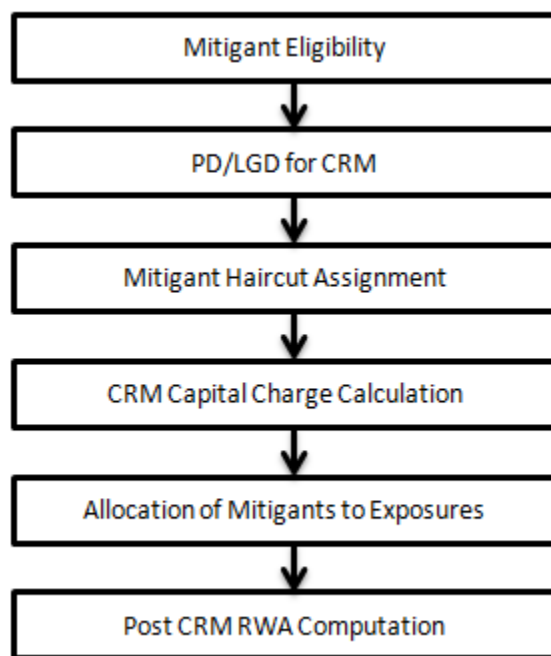 Mitigant Eligibility
PD/LGD for CRM
Mitigant Haircut Assignment
CRM Capital Charge Calculation
Allocation of Mitigants to Exposures
Post CRM RWA Computation